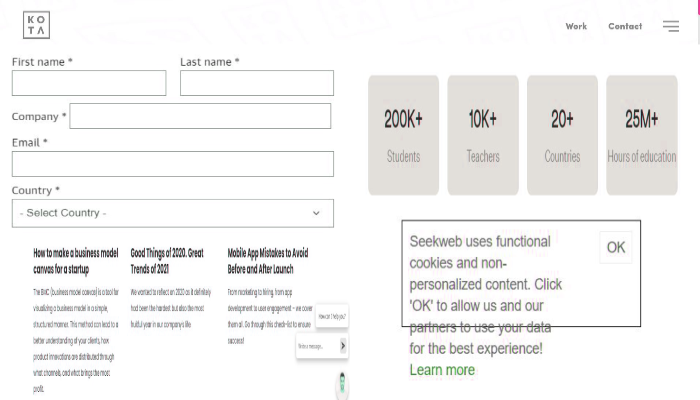 KO
TA
Work
Contact
First name *
Last name *
Company *
Email *
Country *
- Select Country -
200K+
Students
10K+
Teachers
20+
Countries
25M+
Hours of education
How to make a business model
canvas for a startup
The BMC (business model canvas) is a tool for
visualizing a business model in a simple,
structured manner. This method can lead to a
better understanding of your clients, how
product innovations are distributed through
what channels, and what brings the most
profit.
Good Things of 2020. Great
Trends of 2021
We wanted to reflect on 2020 as it definitely
had been the hardest but also the most
fruitful year in our company's life
Mobile App Mistakes to Avoid
Before and After Launch
From marketing to hiring, from app
development to user engagement – we cover
them all. Go though this check-list to ensure
success!
How can I help you?
Write a message...
Seekweb uses functional
cookies and non-
personalized content. Click
'OK' to allow us and our
partners to use your data
for the best experience!
Learn more
OK